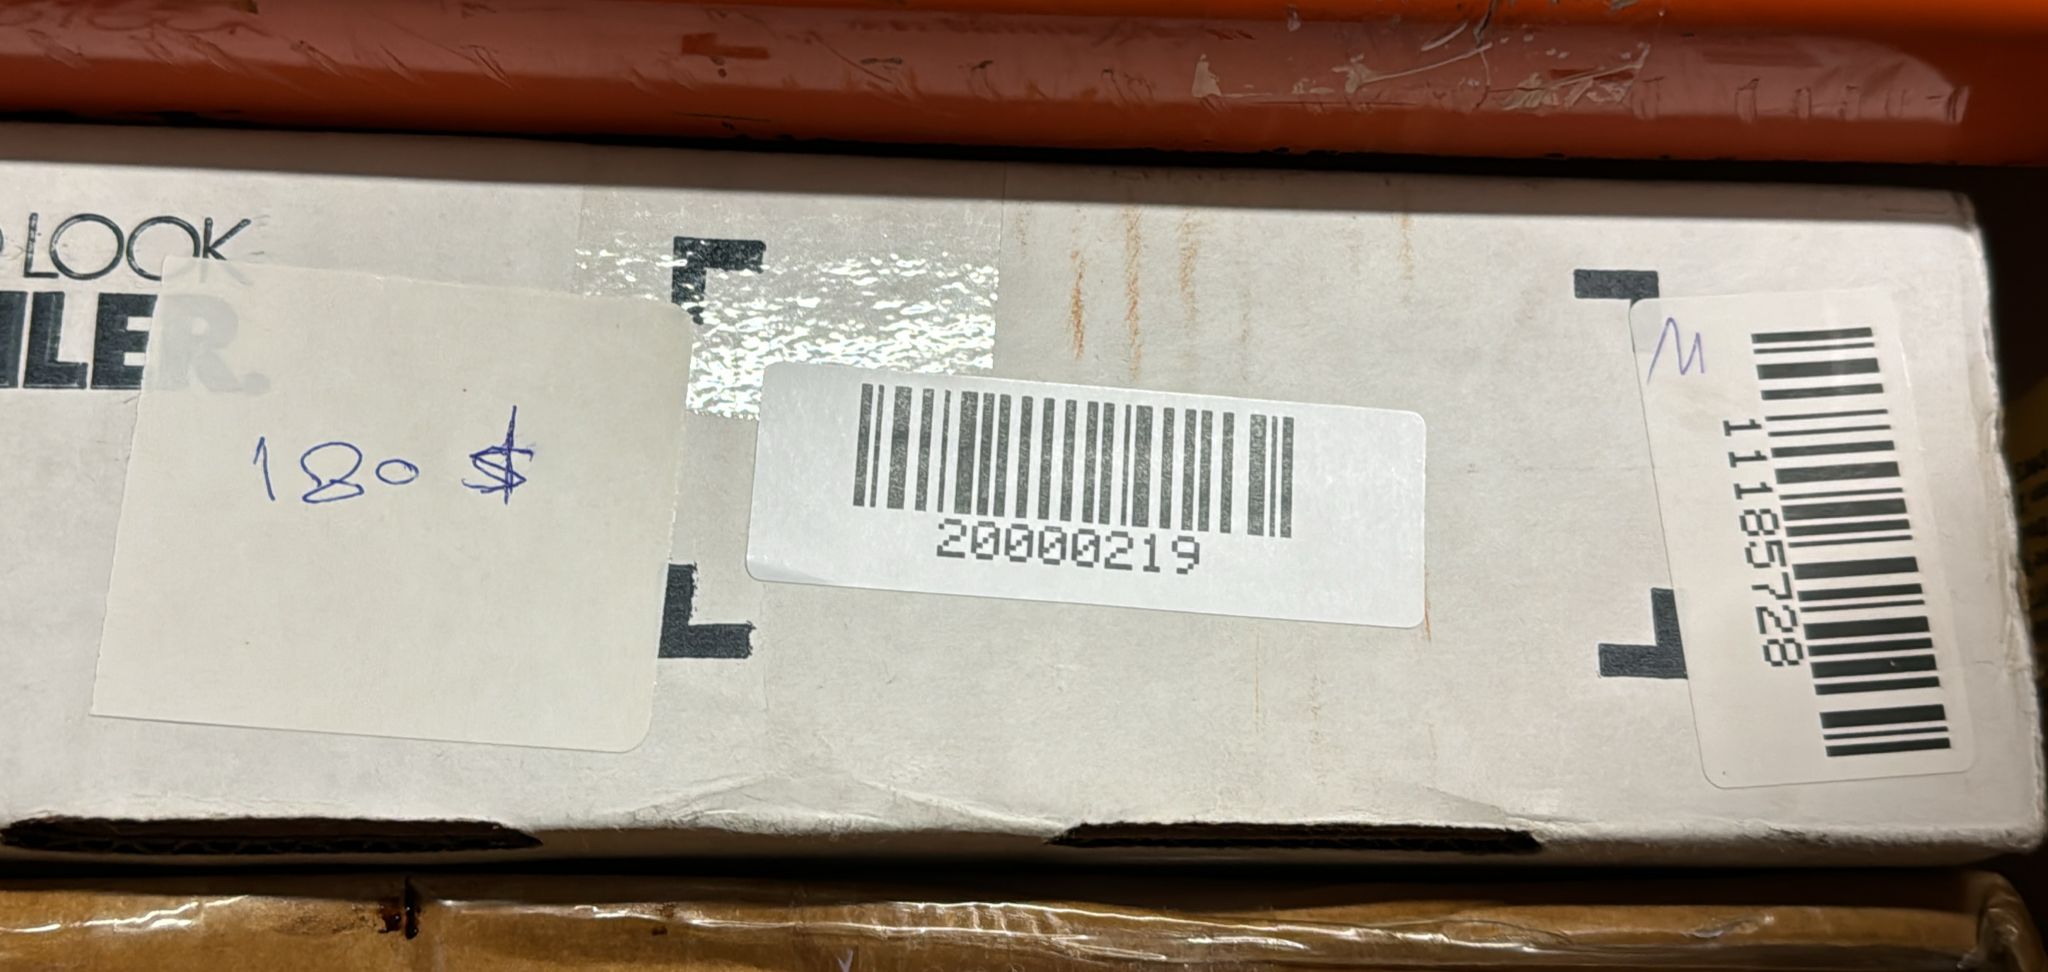 LOOK
ILER.
180 $
20000219
M
11185728